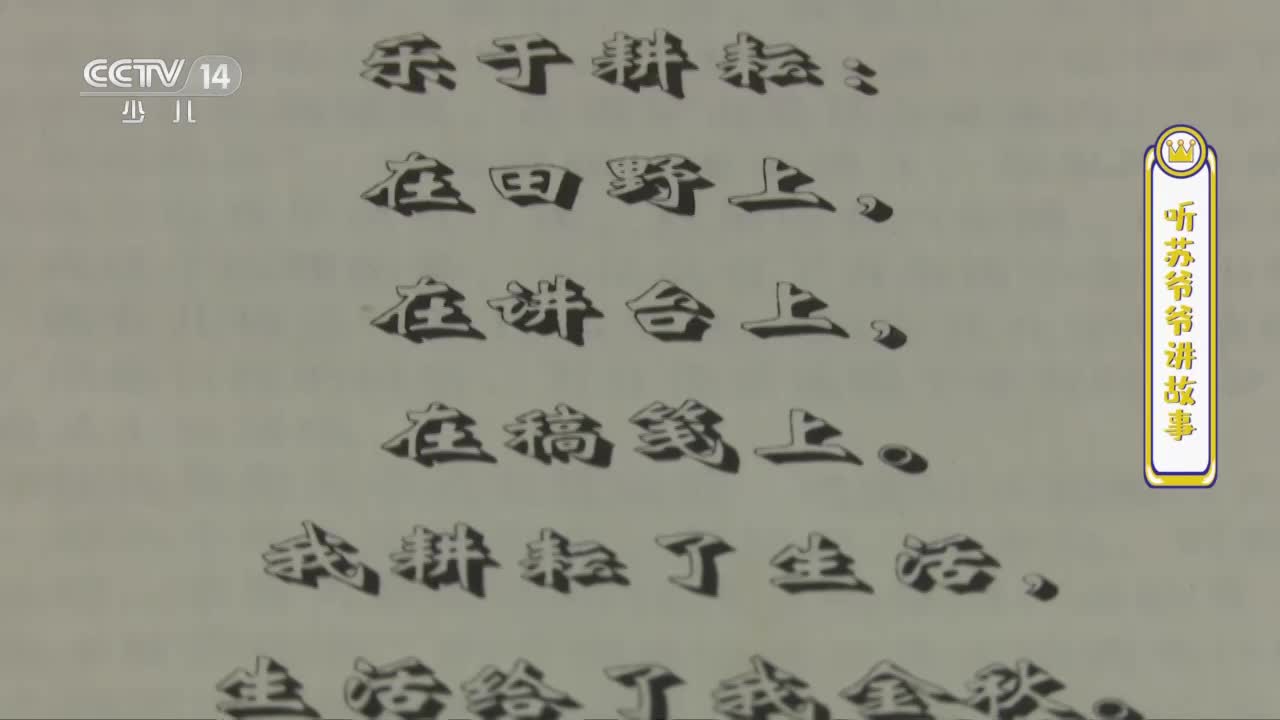 CCTV 14
少儿
乐于耕耘：
在田野上，
在讲台上，
在稿笺上。
我耕耘了生活，
生活给了我金秋。
听苏爷爷讲故事